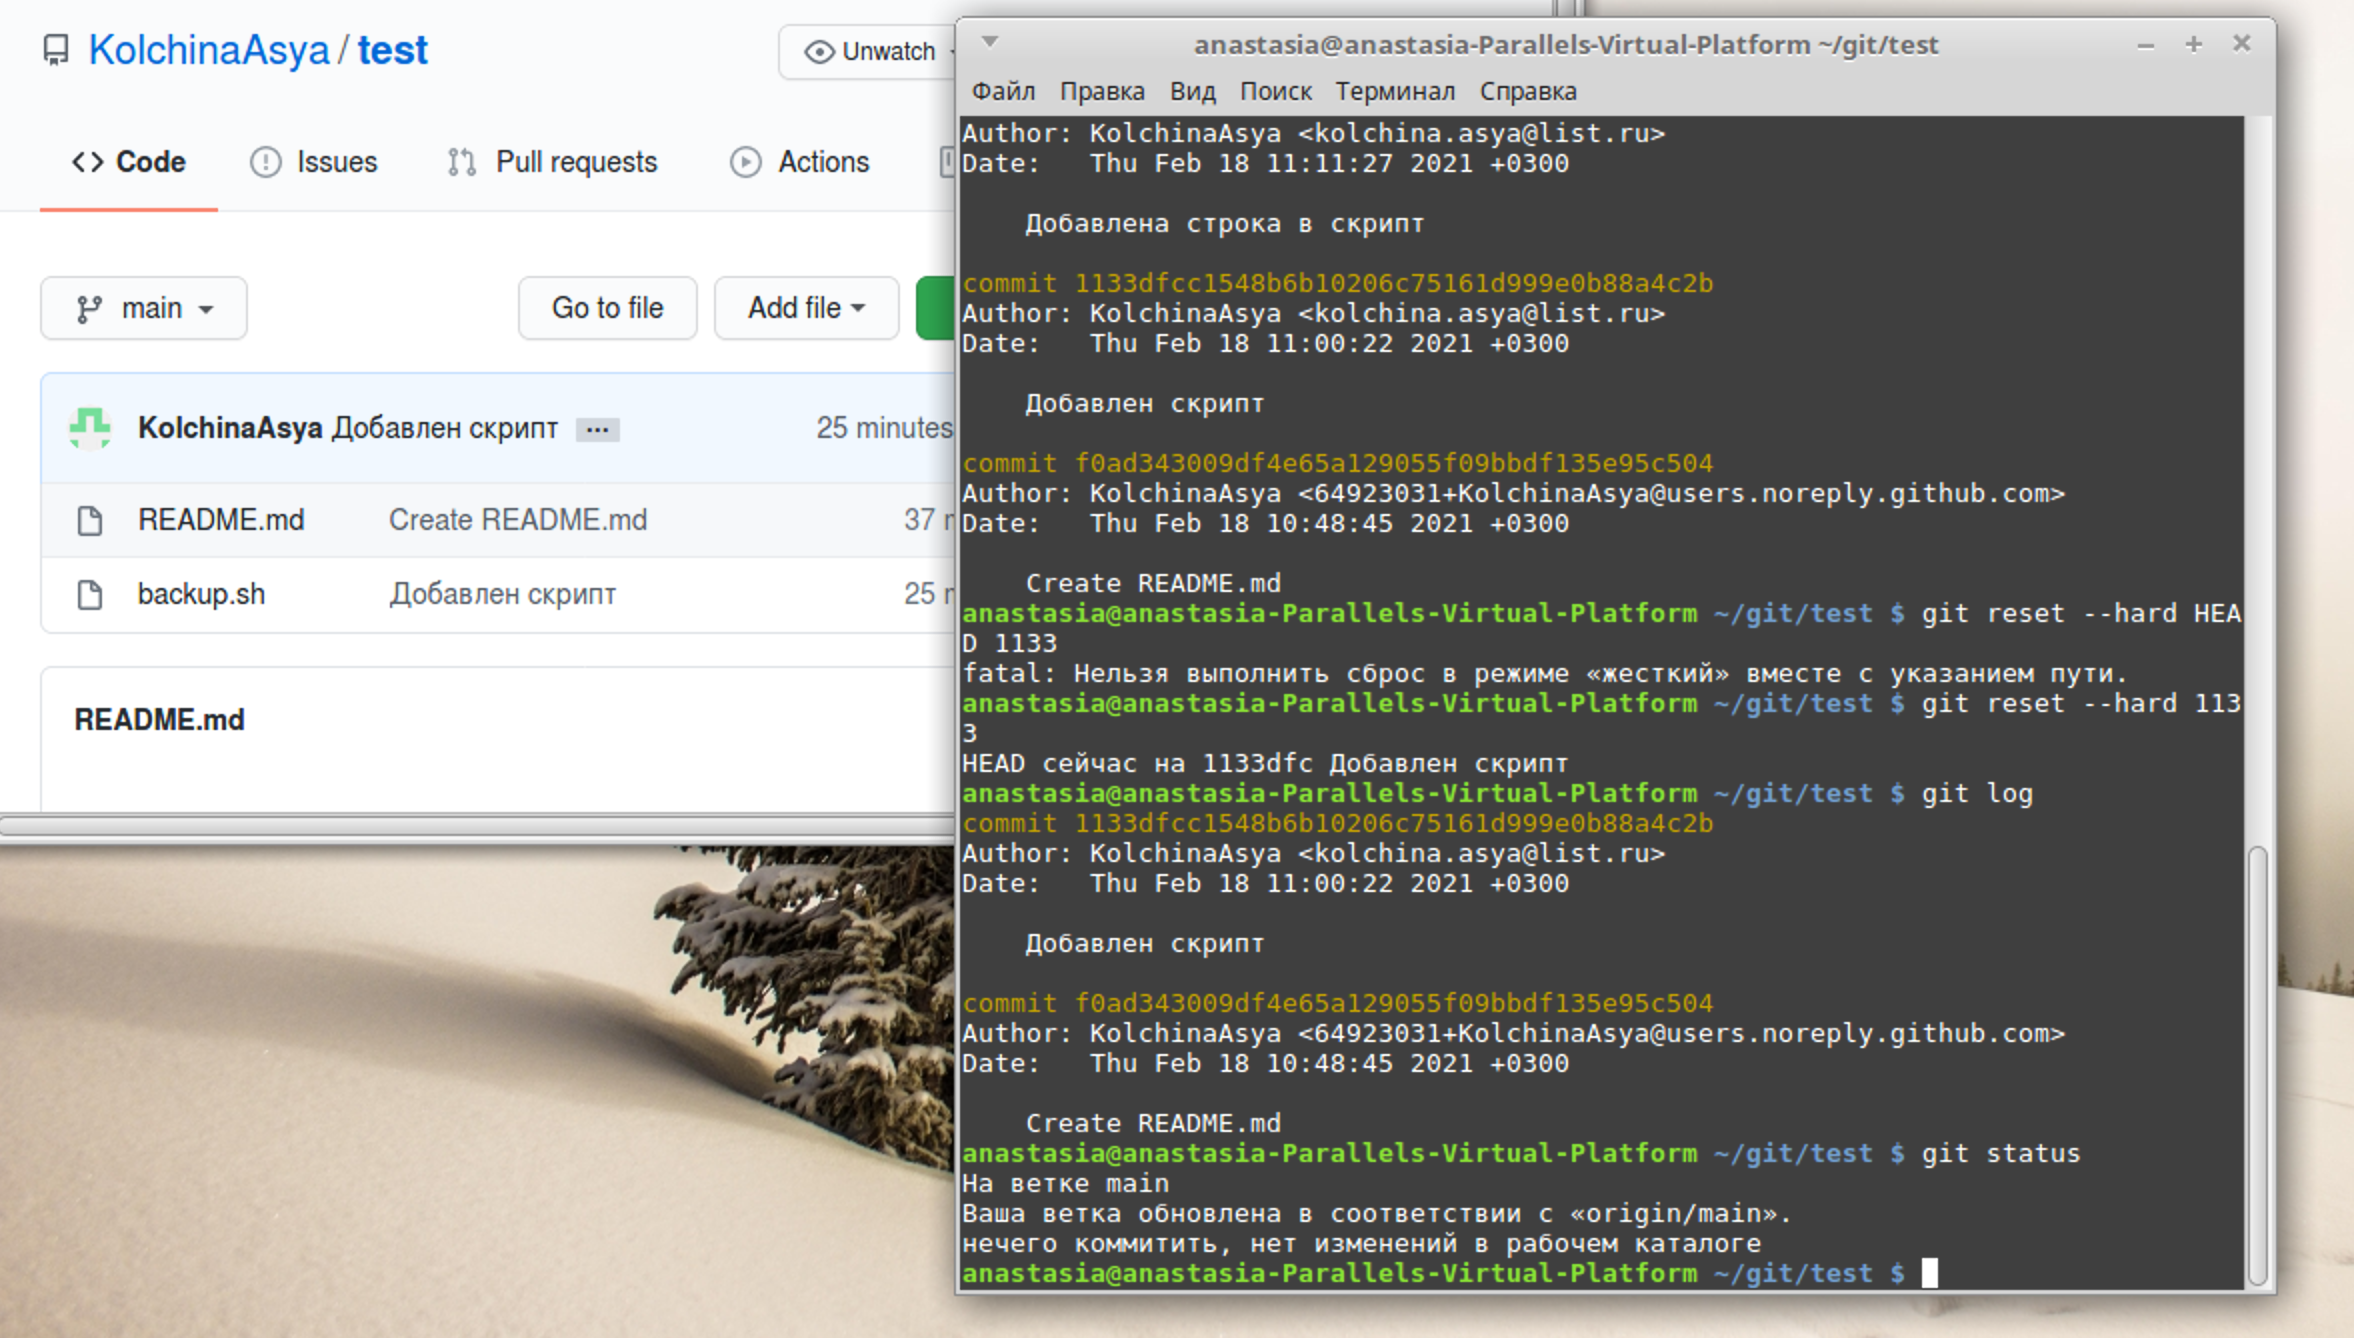 KolchinaAsya / test
Unwatch
Code
Issues
Pull requests
Actions
main
Go to file
Add file
KolchinaAsya Добавлен скрипт ...
25 minutes
README.md
Create README.md
37
backup.sh
Добавлен скрипт
25
README.md
anastasia@anastasia-Parallels-Virtual-Platform ~/git/test
Файл Правка Вид Поиск Терминал Справка
Author: KolchinaAsya <kolchina.asya@list.ru>
Date:   Thu Feb 18 11:11:27 2021 +0300
Добавлена строка в скрипт
commit 1133dfcc1548b6b10206c75161d999e0b88a4c2b
Author: KolchinaAsya <kolchina.asya@list.ru>
Date:   Thu Feb 18 11:00:22 2021 +0300
Добавлен скрипт
commit f0ad343009df4e65a129055f09bbdf135e95c504
Author: KolchinaAsya <64923031+KolchinaAsya@users.noreply.github.com>
Date:   Thu Feb 18 10:48:45 2021 +0300
Create README.md
anastasia@anastasia-Parallels-Virtual-Platform ~/git/test $ git reset --hard HEA
D 1133
fatal: Нельзя выполнить сброс в режиме «жесткий» вместе с указанием пути.
anastasia@anastasia-Parallels-Virtual-Platform ~/git/test $ git reset --hard 113
3
HEAD сейчас на 1133dfc Добавлен скрипт
anastasia@anastasia-Parallels-Virtual-Platform ~/git/test $ git log
commit 1133dfcc1548b6b10206c75161d999e0b88a4c2b
Author: KolchinaAsya <kolchina.asya@list.ru>
Date:   Thu Feb 18 11:00:22 2021 +0300
Добавлен скрипт
commit f0ad343009df4e65a129055f09bbdf135e95c504
Author: KolchinaAsya <64923031+KolchinaAsya@users.noreply.github.com>
Date:   Thu Feb 18 10:48:45 2021 +0300
Create README.md
anastasia@anastasia-Parallels-Virtual-Platform ~/git/test $ git status
На ветке main
Ваша ветка обновлена в соответствии с «origin/main».
нечего коммитить, нет изменений в рабочем каталоге
anastasia@anastasia-Parallels-Virtual-Platform ~/git/test $